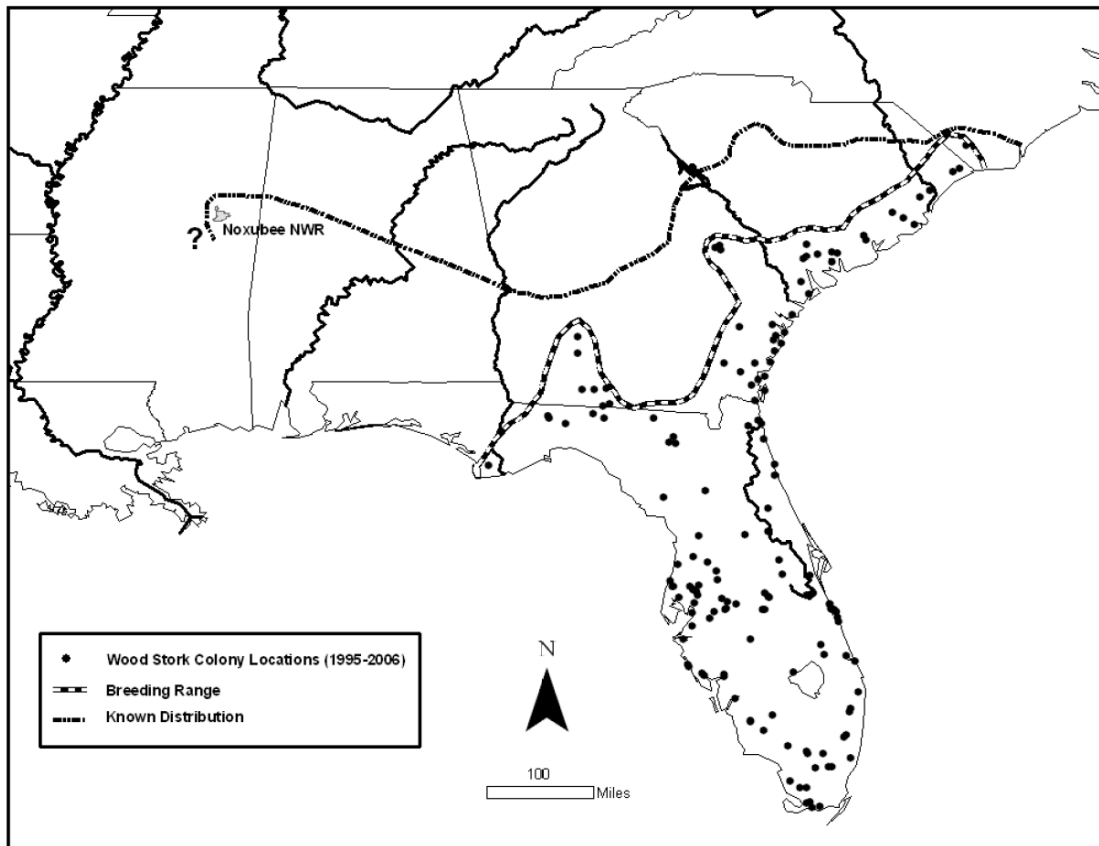 ?
Noxubee NWR
Wood Stork Colony Locations (1995-2006)
Breeding Range
Known Distribution
N
100
Miles